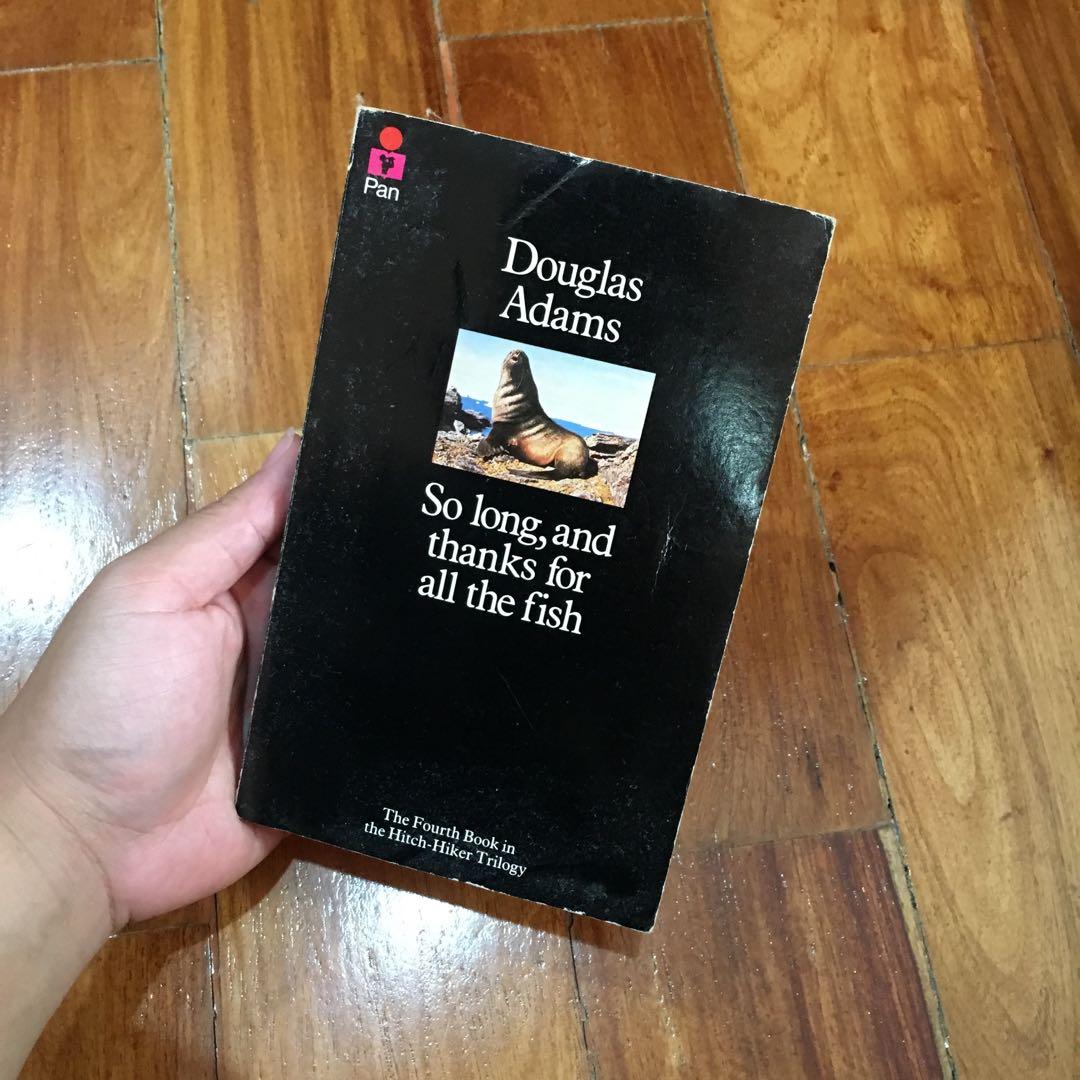 Pan
Douglas
Adams
So long, and
thanks for
all the fish
The Fourth Book in
the Hitch-Hiker Trilogy